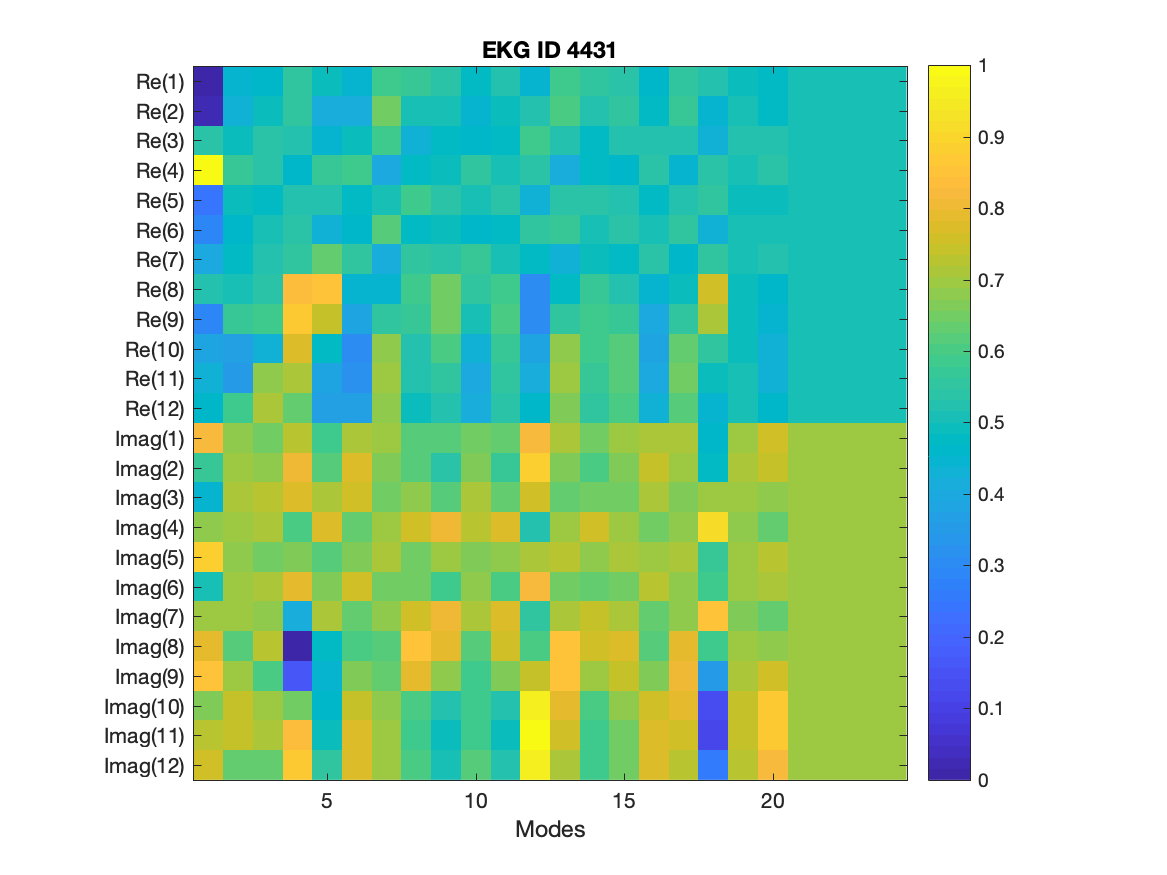 EKG ID 4431
Re(1)
Re(2)
Re(3)
Re(4)
Re(5)
Re(6)
Re(7)
Re(8)
Re(9)
Re(10)
Re(11)
Re(12)
Imag(1)
Imag(2)
Imag(3)
Imag(4)
Imag(5)
Imag(6)
Imag(7)
Imag(8)
Imag(9)
Imag(10)
Imag(11)
Imag(12)
5 10 15 20
Modes
1
0.9
0.8
0.7
0.6
0.5
0.4
0.3
0.2
0.1
0